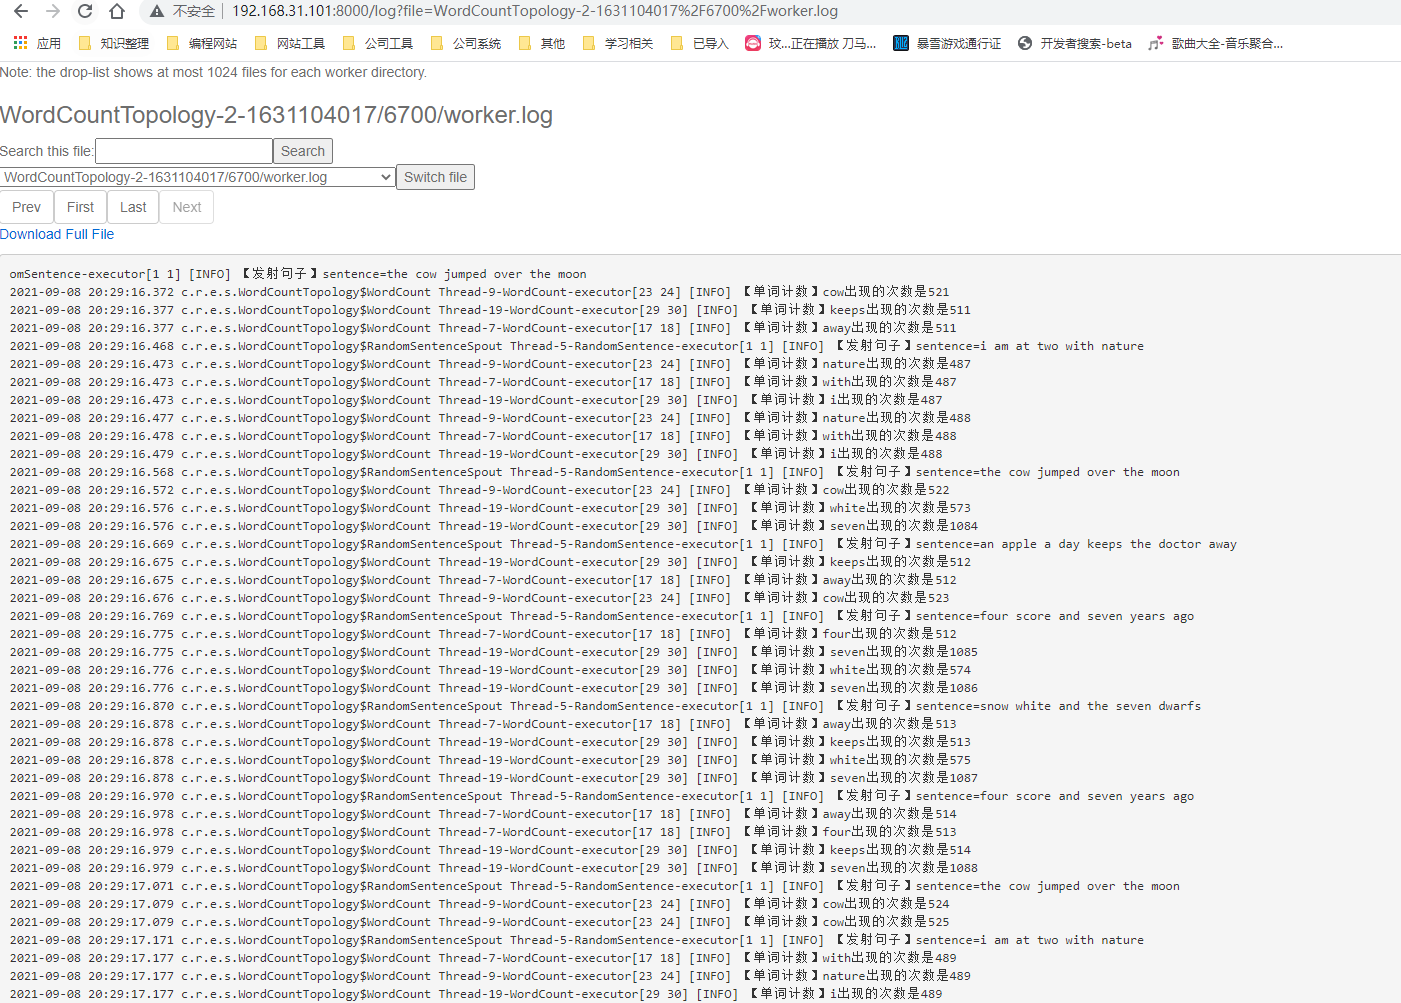 不安全 192.168.31.101:8000/log?file=WordCountTopology-2-1631104017%2F6700%2Fworker.log
应用 知识整理 编程网站 网站工具 公司工具 公司系统 其他 学习相关 已导入 玟...正在播放 刀马... 暴雪游戏通行证 开发者搜索-beta 歌曲大全-音乐聚合...
Note: the drop-list shows at most 1024 files for each worker directory.
WordCountTopology-2-1631104017/6700/worker.log
Search this file: Search
WordCountTopology-2-1631104017/6700/worker.log Switch file
Prev First Last Next
Download Full File
omSentence-executor[1 1] [INFO] 【发射句子】sentence=the cow jumped over the moon
2021-09-08 20:29:16.372 c.r.e.s.WordCountTopology$WordCount Thread-9-WordCount-executor[23 24] [INFO] 【单词计数】cow出现的次数是521
2021-09-08 20:29:16.377 c.r.e.s.WordCountTopology$WordCount Thread-19-WordCount-executor[29 30] [INFO] 【单词计数】keeps出现的次数是511
2021-09-08 20:29:16.377 c.r.e.s.WordCountTopology$WordCount Thread-7-WordCount-executor[17 18] [INFO] 【单词计数】away出现的次数是511
2021-09-08 20:29:16.468 c.r.e.s.WordCountTopology$RandomSentenceSpout Thread-5-RandomSentence-executor[1 1] [INFO] 【发射句子】sentence=i am at two with nature
2021-09-08 20:29:16.473 c.r.e.s.WordCountTopology$WordCount Thread-9-WordCount-executor[23 24] [INFO] 【单词计数】nature出现的次数是487
2021-09-08 20:29:16.473 c.r.e.s.WordCountTopology$WordCount Thread-7-WordCount-executor[17 18] [INFO] 【单词计数】with出现的次数是487
2021-09-08 20:29:16.473 c.r.e.s.WordCountTopology$WordCount Thread-19-WordCount-executor[29 30] [INFO] 【单词计数】i出现的次数是487
2021-09-08 20:29:16.477 c.r.e.s.WordCountTopology$WordCount Thread-9-WordCount-executor[23 24] [INFO] 【单词计数】nature出现的次数是488
2021-09-08 20:29:16.478 c.r.e.s.WordCountTopology$WordCount Thread-7-WordCount-executor[17 18] [INFO] 【单词计数】with出现的次数是488
2021-09-08 20:29:16.479 c.r.e.s.WordCountTopology$WordCount Thread-19-WordCount-executor[29 30] [INFO] 【单词计数】i出现的次数是488
2021-09-08 20:29:16.568 c.r.e.s.WordCountTopology$RandomSentenceSpout Thread-5-RandomSentence-executor[1 1] [INFO] 【发射句子】sentence=the cow jumped over the moon
2021-09-08 20:29:16.572 c.r.e.s.WordCountTopology$WordCount Thread-9-WordCount-executor[23 24] [INFO] 【单词计数】cow出现的次数是522
2021-09-08 20:29:16.576 c.r.e.s.WordCountTopology$WordCount Thread-19-WordCount-executor[29 30] [INFO] 【单词计数】white出现的次数是573
2021-09-08 20:29:16.576 c.r.e.s.WordCountTopology$WordCount Thread-19-WordCount-executor[29 30] [INFO] 【单词计数】seven出现的次数是1084
2021-09-08 20:29:16.669 c.r.e.s.WordCountTopology$RandomSentenceSpout Thread-5-RandomSentence-executor[1 1] [INFO] 【发射句子】sentence=an apple a day keeps the doctor away
2021-09-08 20:29:16.675 c.r.e.s.WordCountTopology$WordCount Thread-19-WordCount-executor[29 30] [INFO] 【单词计数】keeps出现的次数是512
2021-09-08 20:29:16.675 c.r.e.s.WordCountTopology$WordCount Thread-7-WordCount-executor[17 18] [INFO] 【单词计数】away出现的次数是512
2021-09-08 20:29:16.676 c.r.e.s.WordCountTopology$WordCount Thread-9-WordCount-executor[23 24] [INFO] 【单词计数】cow出现的次数是523
2021-09-08 20:29:16.769 c.r.e.s.WordCountTopology$RandomSentenceSpout Thread-5-RandomSentence-executor[1 1] [INFO] 【发射句子】sentence=four score and seven years ago
2021-09-08 20:29:16.775 c.r.e.s.WordCountTopology$WordCount Thread-7-WordCount-executor[17 18] [INFO] 【单词计数】four出现的次数是512
2021-09-08 20:29:16.775 c.r.e.s.WordCountTopology$WordCount Thread-19-WordCount-executor[29 30] [INFO] 【单词计数】seven出现的次数是1085
2021-09-08 20:29:16.776 c.r.e.s.WordCountTopology$WordCount Thread-19-WordCount-executor[29 30] [INFO] 【单词计数】white出现的次数是574
2021-09-08 20:29:16.776 c.r.e.s.WordCountTopology$WordCount Thread-19-WordCount-executor[29 30] [INFO] 【单词计数】seven出现的次数是1086
2021-09-08 20:29:16.870 c.r.e.s.WordCountTopology$RandomSentenceSpout Thread-5-RandomSentence-executor[1 1] [INFO] 【发射句子】sentence=snow white and the seven dwarfs
2021-09-08 20:29:16.878 c.r.e.s.WordCountTopology$WordCount Thread-7-WordCount-executor[17 18] [INFO] 【单词计数】away出现的次数是513
2021-09-08 20:29:16.878 c.r.e.s.WordCountTopology$WordCount Thread-19-WordCount-executor[29 30] [INFO] 【单词计数】keeps出现的次数是513
2021-09-08 20:29:16.878 c.r.e.s.WordCountTopology$WordCount Thread-19-WordCount-executor[29 30] [INFO] 【单词计数】white出现的次数是575
2021-09-08 20:29:16.878 c.r.e.s.WordCountTopology$WordCount Thread-19-WordCount-executor[29 30] [INFO] 【单词计数】seven出现的次数是1087
2021-09-08 20:29:16.970 c.r.e.s.WordCountTopology$RandomSentenceSpout Thread-5-RandomSentence-executor[1 1] [INFO] 【发射句子】sentence=four score and seven years ago
2021-09-08 20:29:16.978 c.r.e.s.WordCountTopology$WordCount Thread-7-WordCount-executor[17 18] [INFO] 【单词计数】away出现的次数是514
2021-09-08 20:29:16.978 c.r.e.s.WordCountTopology$WordCount Thread-7-WordCount-executor[17 18] [INFO] 【单词计数】four出现的次数是513
2021-09-08 20:29:16.979 c.r.e.s.WordCountTopology$WordCount Thread-19-WordCount-executor[29 30] [INFO] 【单词计数】keeps出现的次数是514
2021-09-08 20:29:16.979 c.r.e.s.WordCountTopology$WordCount Thread-19-WordCount-executor[29 30] [INFO] 【单词计数】seven出现的次数是1088
2021-09-08 20:29:17.071 c.r.e.s.WordCountTopology$RandomSentenceSpout Thread-5-RandomSentence-executor[1 1] [INFO] 【发射句子】sentence=the cow jumped over the moon
2021-09-08 20:29:17.079 c.r.e.s.WordCountTopology$WordCount Thread-9-WordCount-executor[23 24] [INFO] 【单词计数】cow出现的次数是524
2021-09-08 20:29:17.079 c.r.e.s.WordCountTopology$WordCount Thread-9-WordCount-executor[23 24] [INFO] 【单词计数】cow出现的次数是525
2021-09-08 20:29:17.171 c.r.e.s.WordCountTopology$RandomSentenceSpout Thread-5-RandomSentence-executor[1 1] [INFO] 【发射句子】sentence=i am at two with nature
2021-09-08 20:29:17.177 c.r.e.s.WordCountTopology$WordCount Thread-7-WordCount-executor[17 18] [INFO] 【单词计数】with出现的次数是489
2021-09-08 20:29:17.177 c.r.e.s.WordCountTopology$WordCount Thread-9-WordCount-executor[23 24] [INFO] 【单词计数】nature出现的次数是489
2021-09-08 20:29:17.177 c.r.e.s.WordCountTopology$WordCount Thread-19-WordCount-executor[29 30] [INFO] 【单词计数】i出现的次数是489